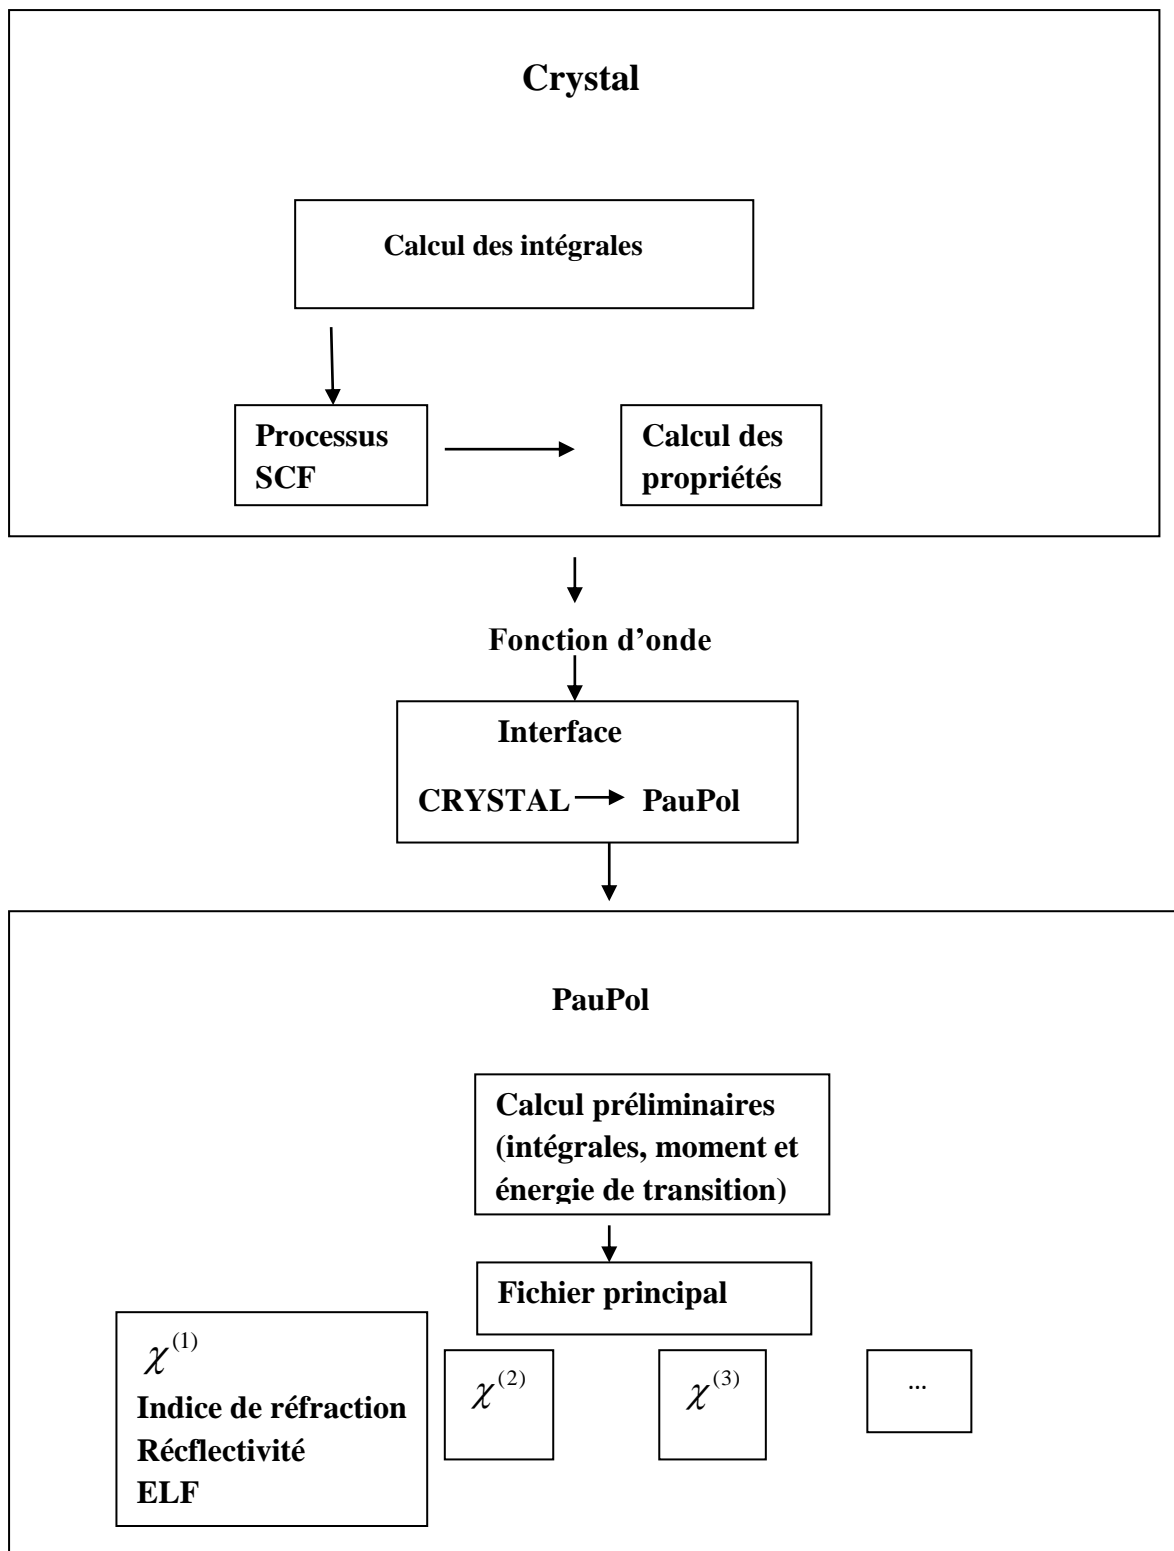 Crystal
Calcul des intégrales
Processus
SCF
Calcul des
propriétés
Fonction d’onde
Interface
CRYSTAL PauPol
PauPol
Calcul préliminaires
(intégrales, moment et
énergie de transition)
Fichier principal
χ(1)
Indice de réfraction
Récflectivité
ELF
χ(2)
χ(3)
...